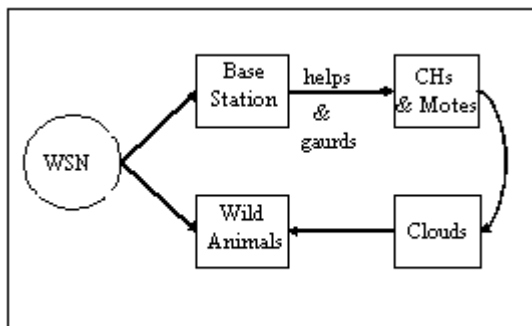 WSN
Base
Station
helps
&
gaurds
CHs
& Motes
Wild
Animals
Clouds